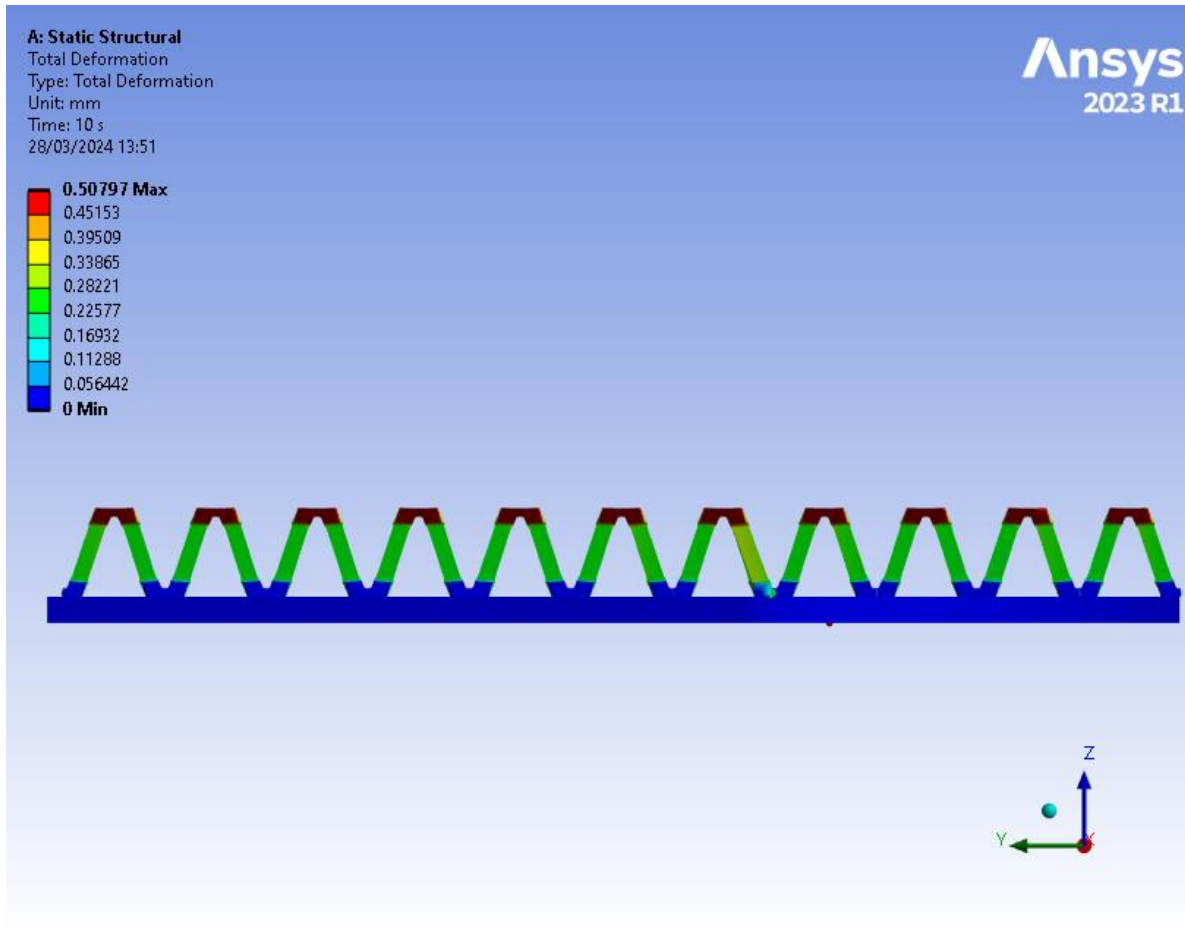 A: Static Structural
Total Deformation
Type: Total Deformation
Unit: mm
Time: 10 s
28/03/2024 13:51
Ansys
2023 R1
0.50797 Max
0.45153
0.39509
0.33865
0.28221
0.22577
0.16932
0.11288
0.056442
0 Min
Z
Y
X